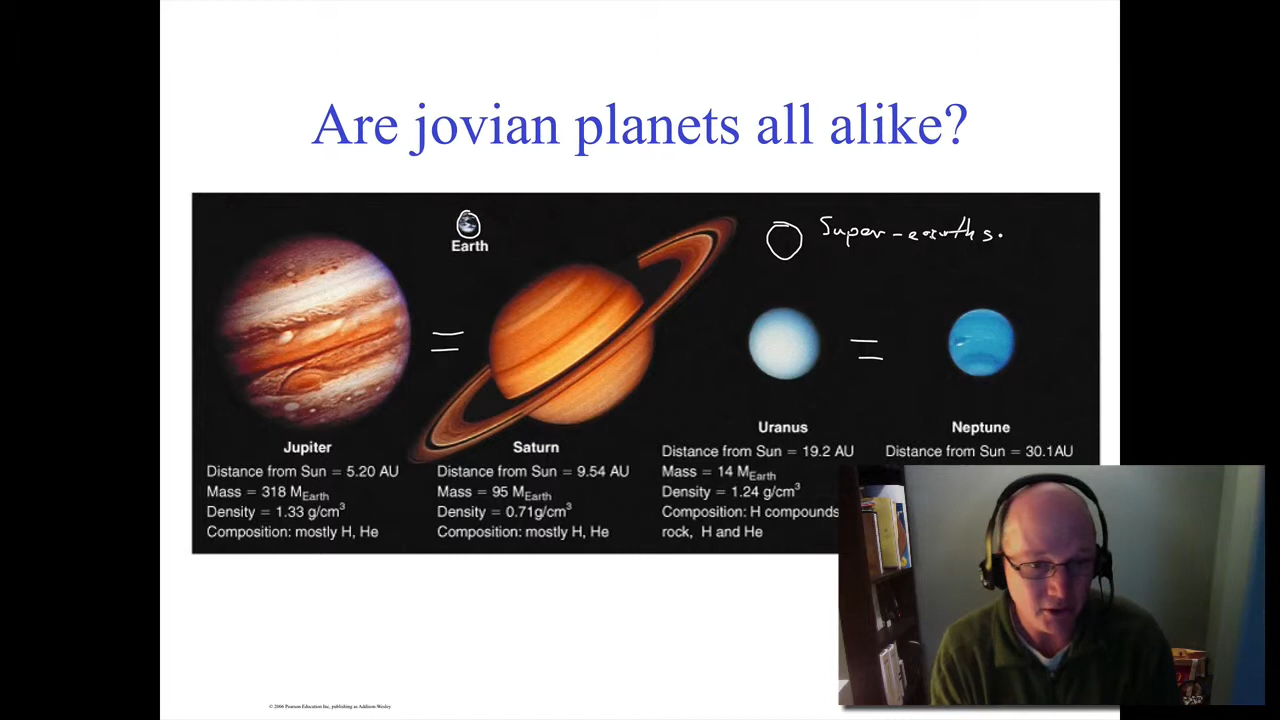 Are jovian planets all alike?
Earth
Super-earths.
=
=
Jupiter
Distance from Sun = 5.20 AU
Mass = 318 MEarth
Density = 1.33 g/cm3
Composition: mostly H, He
Saturn
Distance from Sun = 9.54 AU
Mass = 95 MEarth
Density = 0.71g/cm3
Composition: mostly H, He
Uranus
Distance from Sun = 19.2 AU
Mass = 14 MEarth
Density = 1.24 g/cm3
Composition: H compounds
rock, H and He
Neptune
Distance from Sun = 30.1AU
© 2006 Pearson Education Inc, publishing as Addison-Wesley